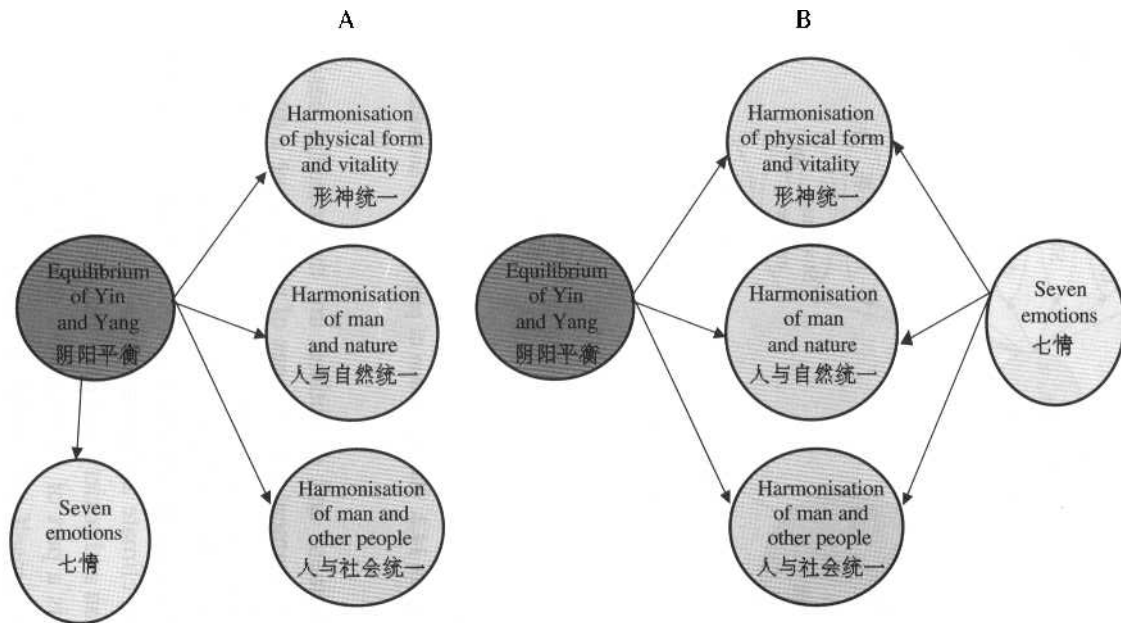 A
Harmonisation
of physical form
and vitality
形神统一
Equilibrium
of Yin
and Yang
阴阳平衡
Harmonisation
of man
and nature
人与自然统一
Seven
emotions
七情
Harmonisation
of man and
other people
人与社会统一
B
Harmonisation
of physical form
and vitality
形神统一
Equilibrium
of Yin
and Yang
阴阳平衡
Harmonisation
of man
and nature
人与自然统一
Seven
emotions
七情
Harmonisation
of man and
other people
人与社会统一